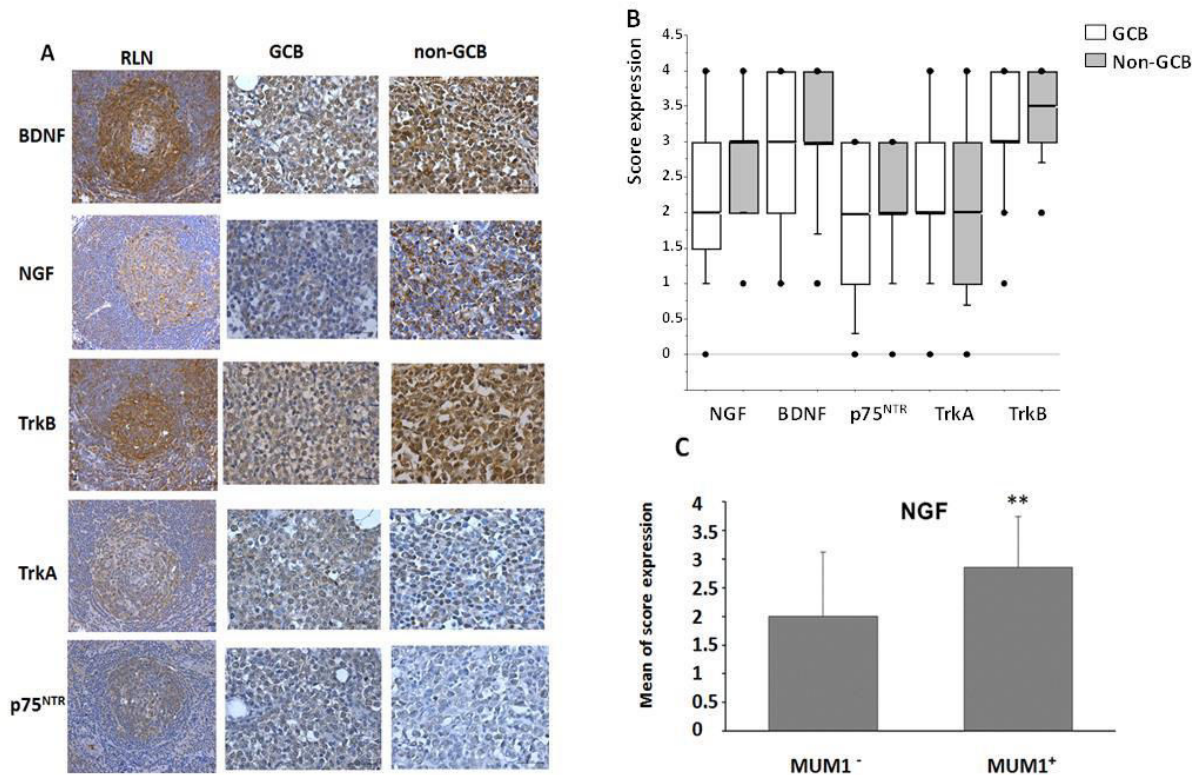 A
RLN
GCB
non-GCB
BDNF
NGF
TrkB
TrkA
p75NTR
B
GCB
Non-GCB
Score expression
4.5
4
3.5
3
2.5
2
1.5
1
0.5
0
NGF
BDNF
p75NTR
TrkA
TrkB
C
NGF
**
Mean of score expression
4
3.5
3
2.5
2
1.5
1
0.5
0
MUM1 -
MUM1+